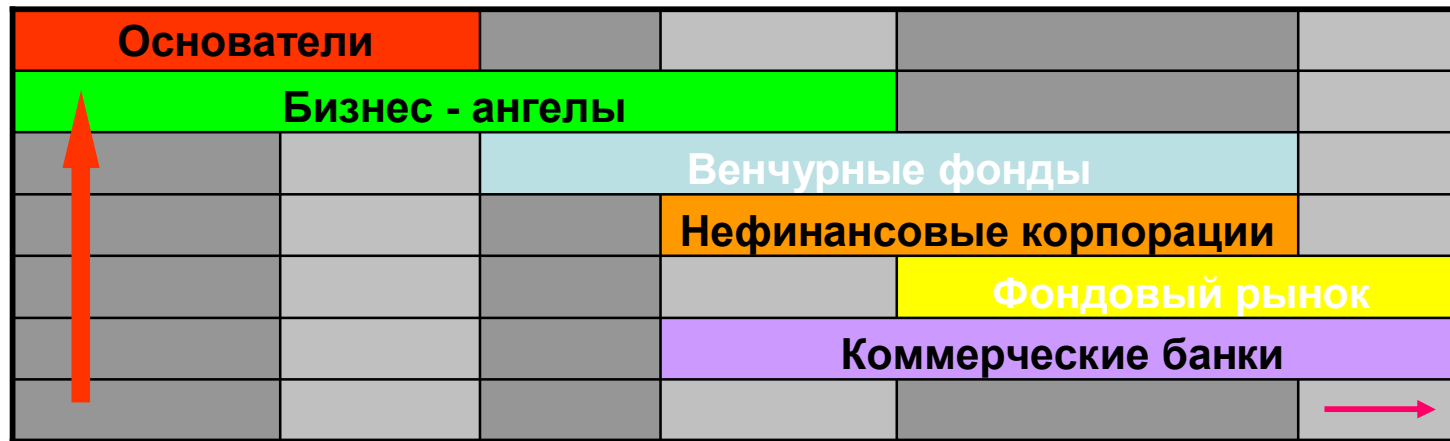 Основатели
Бизнес - ангелы
Венчурные фонды
Нефинансовые корпорации
Фондовый рынок
Коммерческие банки